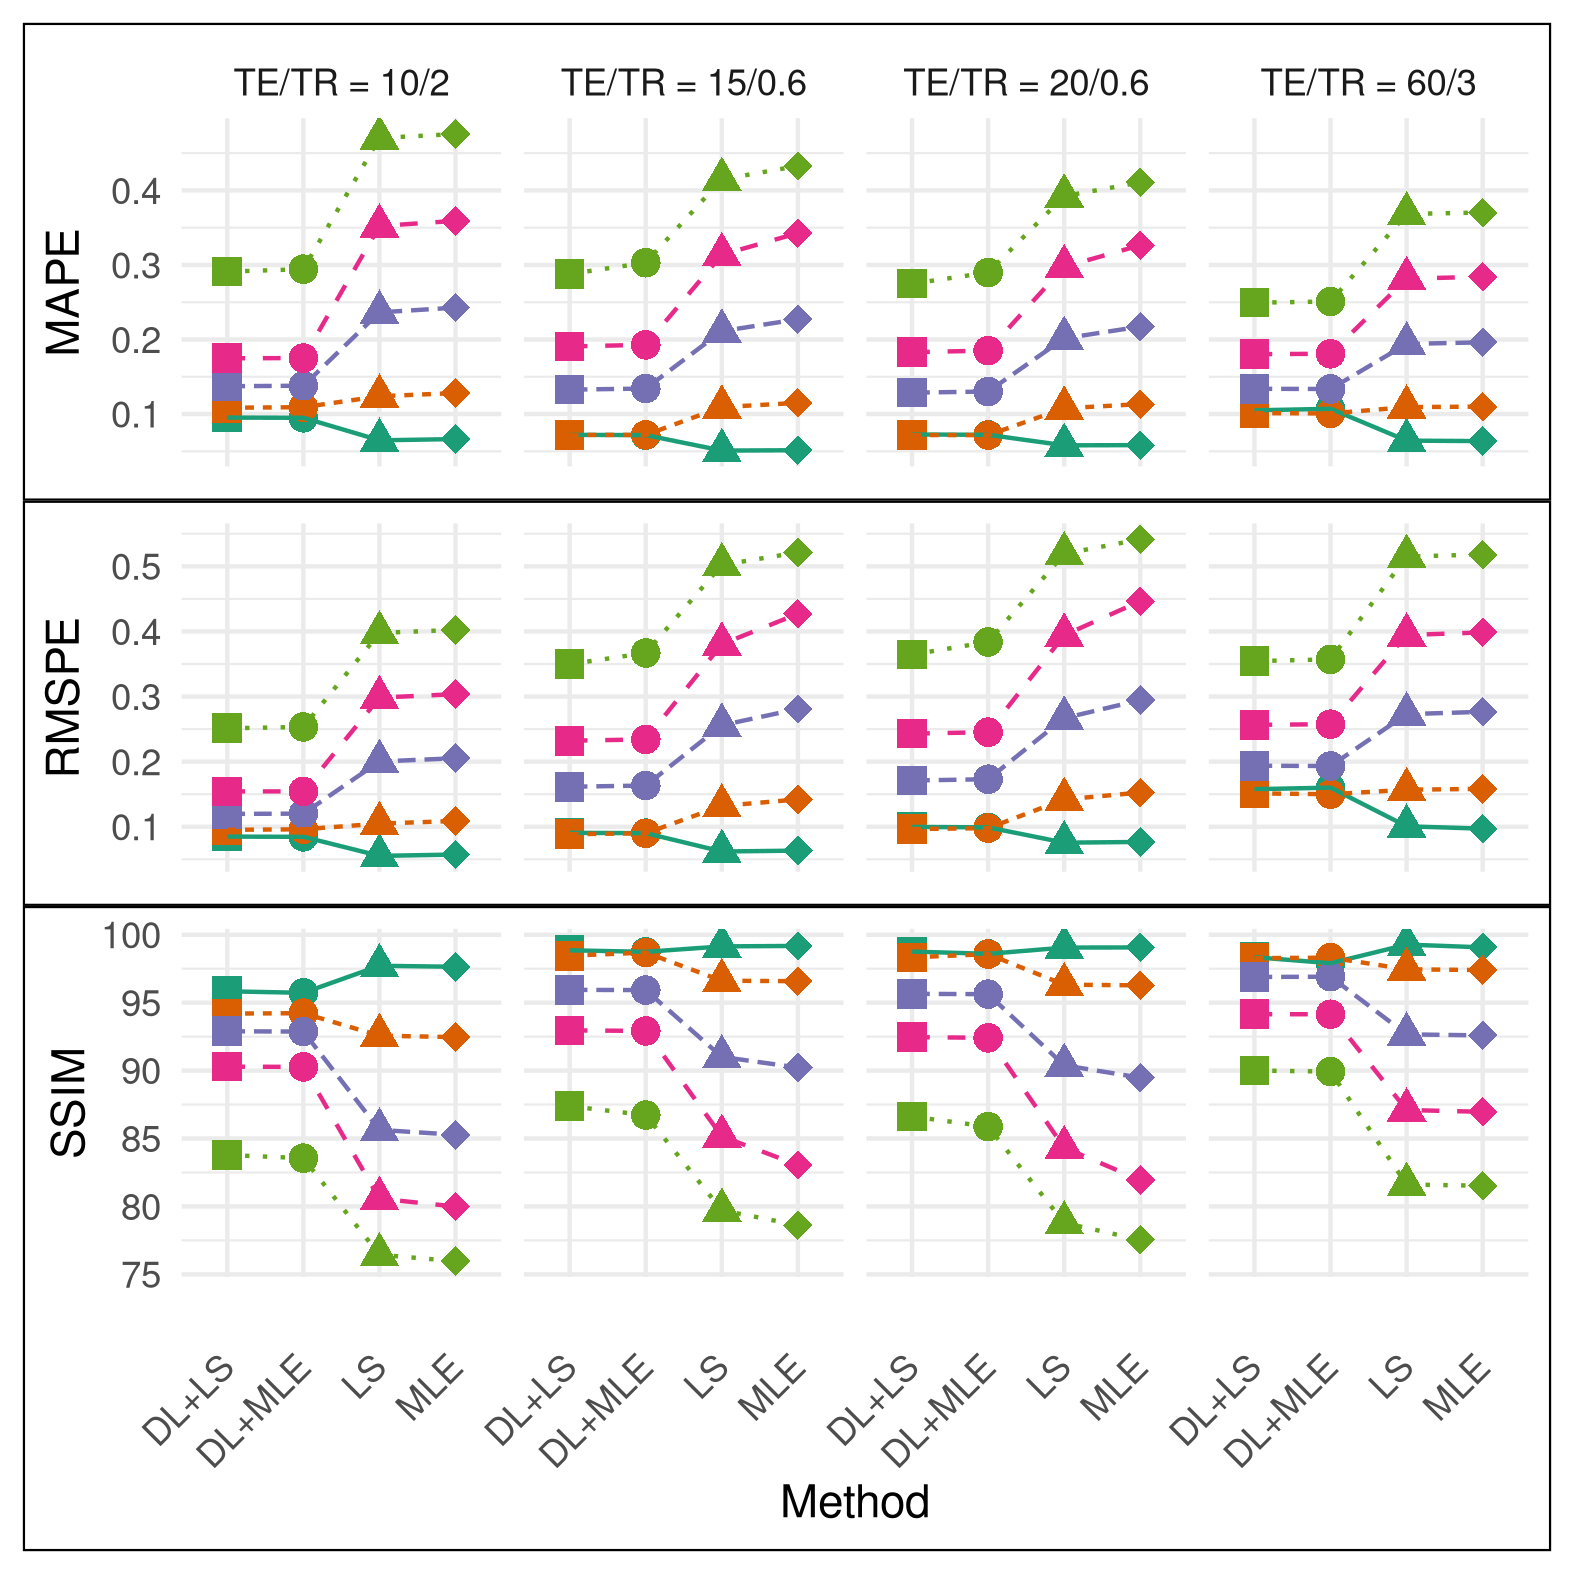 TE/TR = 10/2 TE/TR = 15/0.6 TE/TR = 20/0.6 TE/TR = 60/3
MAPE
0.4
0.3
0.2
0.1
RMSPE
0.5
0.4
0.3
0.2
0.1
SSIM
100
95
90
85
80
75
DL+LS DL+MLE LS MLE DL+LS DL+MLE LS MLE DL+LS DL+MLE LS MLE DL+LS DL+MLE LS MLE
Method